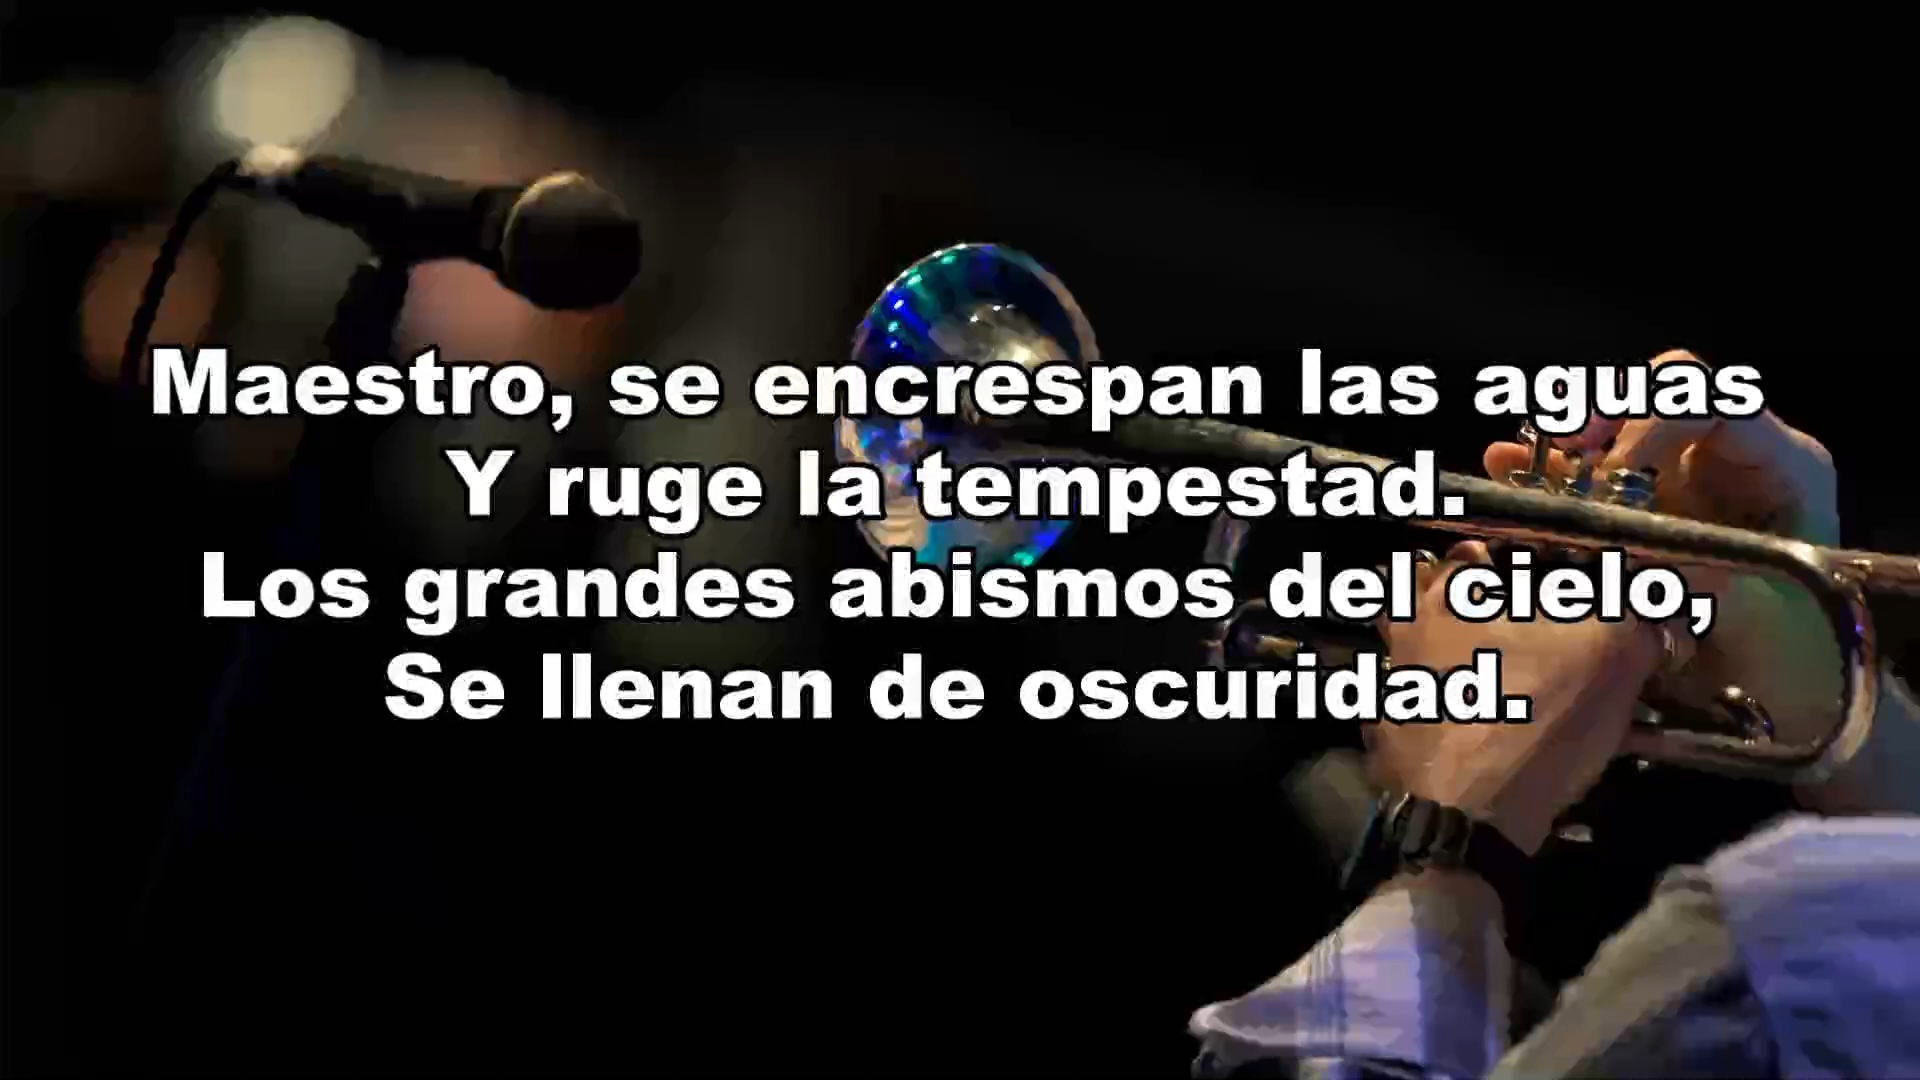 Maestro, se encrespan las aguas
Y ruge la tempestad.
Los grandes abismos del cielo,
Se llenan de oscuridad.